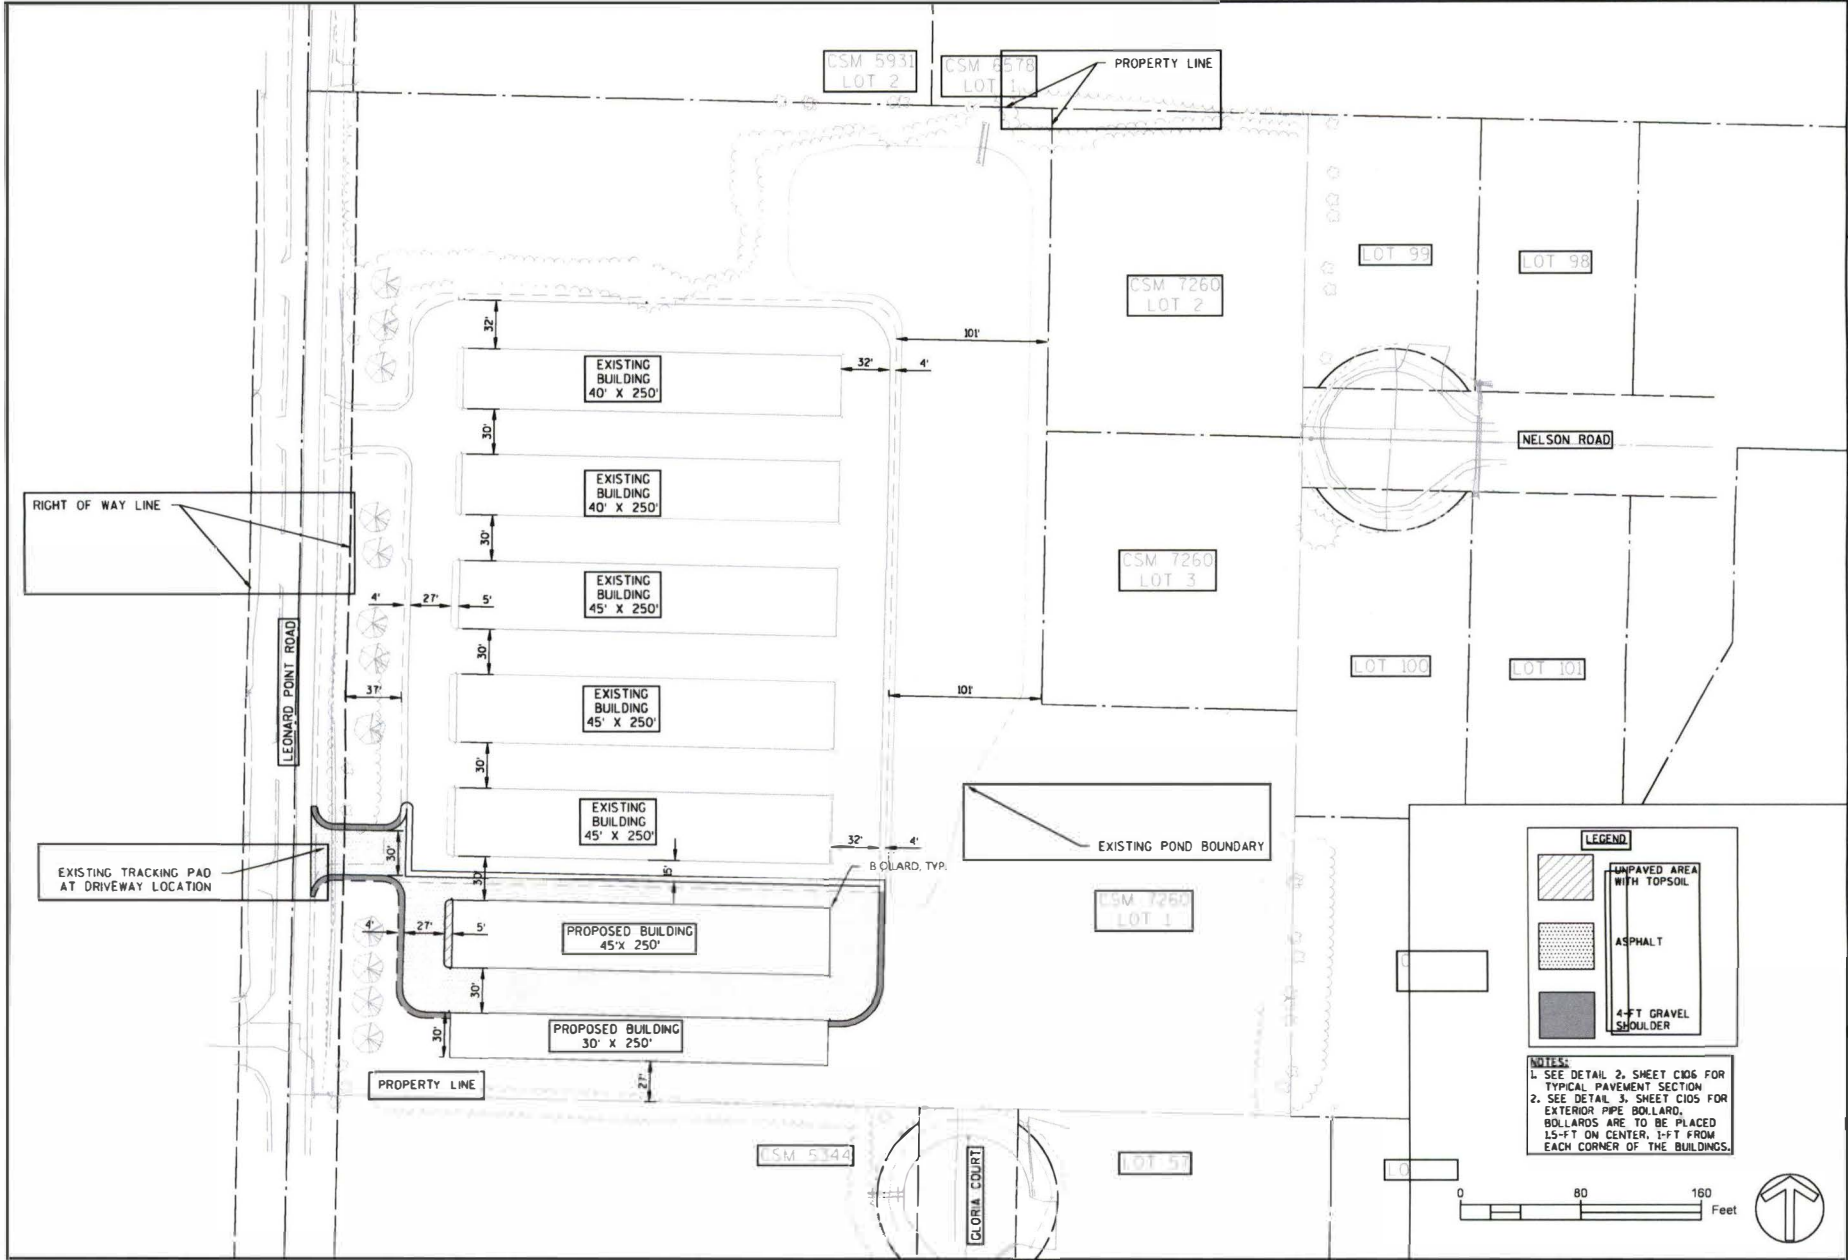 CSM 5931
LOT 2
CSM 6578
LOT 1
PROPERTY LINE
LOT 99
LOT 98
CSM 7260
LOT 2
32'
101'
EXISTING
BUILDING
40' X 250'
32'
4'
30'
NELSON ROAD
EXISTING
BUILDING
40' X 250'
RIGHT OF WAY LINE
30'
CSM 7260
LOT 3
EXISTING
BUILDING
45' X 250'
4'
27'
5'
30'
LEONARD POINT ROAD
LOT 100
LOT 101
37'
101'
EXISTING
BUILDING
45' X 250'
30'
EXISTING
BUILDING
45' X 250'
32'
4'
EXISTING POND BOUNDARY
30'
EXISTING TRACKING PAD
AT DRIVEWAY LOCATION
30'
15'
BOLLARD, TYP.
CSM 7260
LOT 1
4'
27'
5'
PROPOSED BUILDING
45'X 250'
30'
30'
PROPOSED BUILDING
30' X 250'
27'
PROPERTY LINE
CSM 5344
GLORIA COURT
LOT 57
LO
LEGEND
UNPAVED AREA
WITH TOPSOIL
ASPHALT
4-FT GRAVEL
SHOULDER
NOTES:
1. SEE DETAIL 2, SHEET C106 FOR
TYPICAL PAVEMENT SECTION
2. SEE DETAIL 3, SHEET C105 FOR
EXTERIOR PIPE BOLLARD.
BOLLARDS ARE TO BE PLACED
1.5-FT ON CENTER, 1-FT FROM
EACH CORNER OF THE BUILDINGS.
0 80 160
Feet